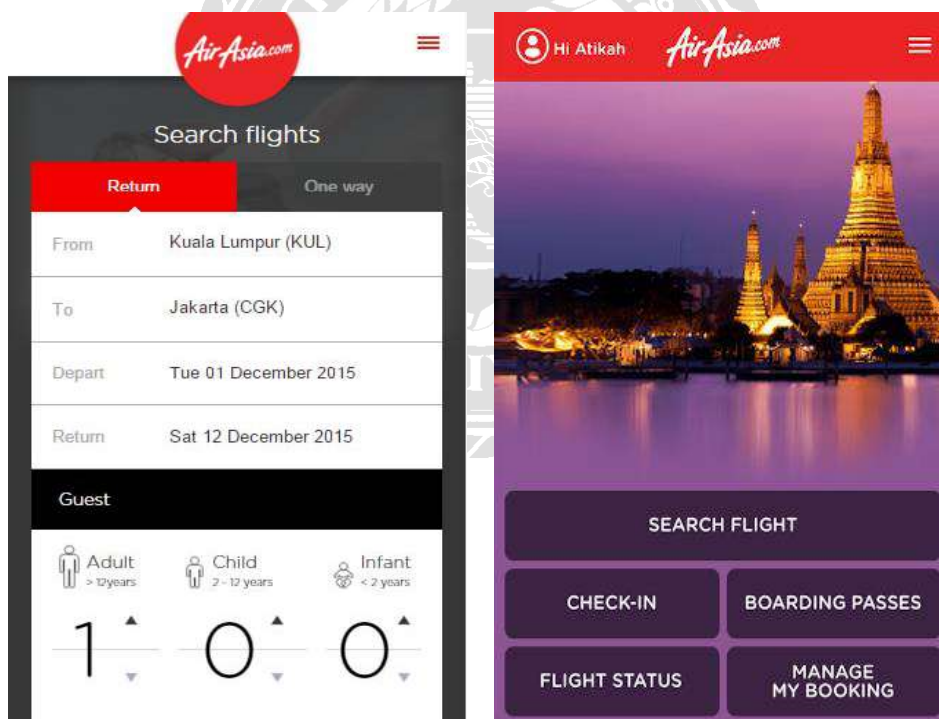 AirAsia.com
Search flights
Return One way
From Kuala Lumpur (KUL)
To Jakarta (CGK)
Depart Tue 01 December 2015
Return Sat 12 December 2015
Guest
Adult Child Infant
> 12years 2 - 12 years < 2 years
1 0 0
Hi Atikah AirAsia.com
SEARCH FLIGHT
CHECK-IN BOARDING PASSES
FLIGHT STATUS MANAGE
MY BOOKING